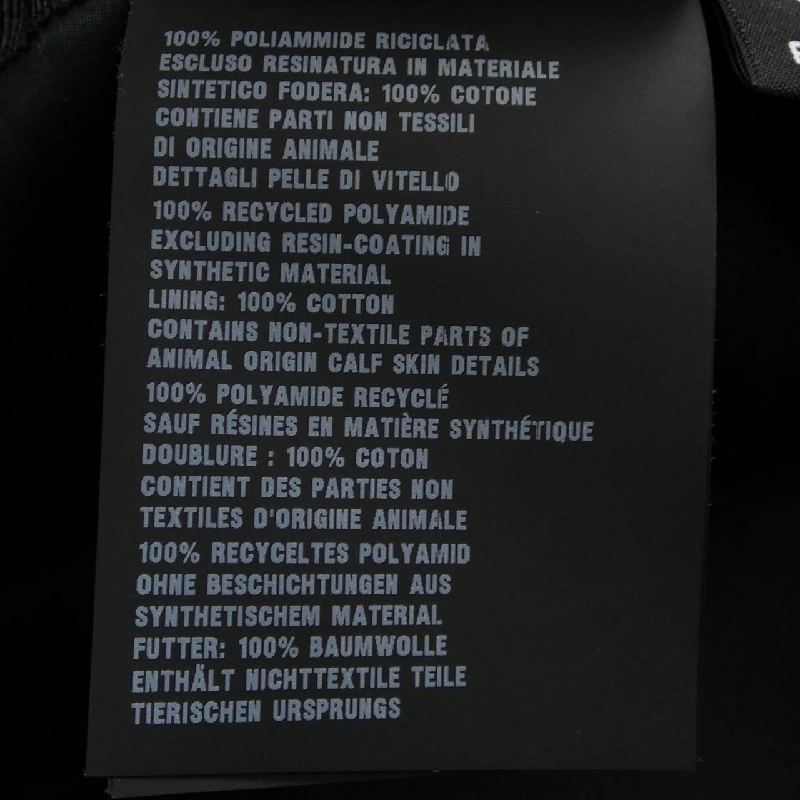 100% POLIAMMIDE RICICLATA
ESCLUSO RESINATURA IN MATERIALE
SINTETICO FODERA: 100% COTONE
CONTIENE PARTI NON TESSILI
DI ORIGINE ANIMALE
DETTAGLI PELLE DI VITELLO
100% RECYCLED POLYAMIDE
EXCLUDING RESIN-COATING IN
SYNTHETIC MATERIAL
LINING: 100% COTTON
CONTAINS NON-TEXTILE PARTS OF
ANIMAL ORIGIN CALF SKIN DETAILS
100% POLYAMIDE RECYCLÉ
SAUF RÉSINES EN MATIÈRE SYNTHÉTIQUE
DOUBLURE : 100% COTON
CONTIENT DES PARTIES NON
TEXTILES D'ORIGINE ANIMALE
100% RECYCELTES POLYAMID
OHNE BESCHICHTUNGEN AUS
SYNTHETISCHEM MATERIAL
FUTTER: 100% BAUMWOLLE
ENTHÄLT NICHTTEXTILE TEILE
TIERISCHEN URSPRUNGS